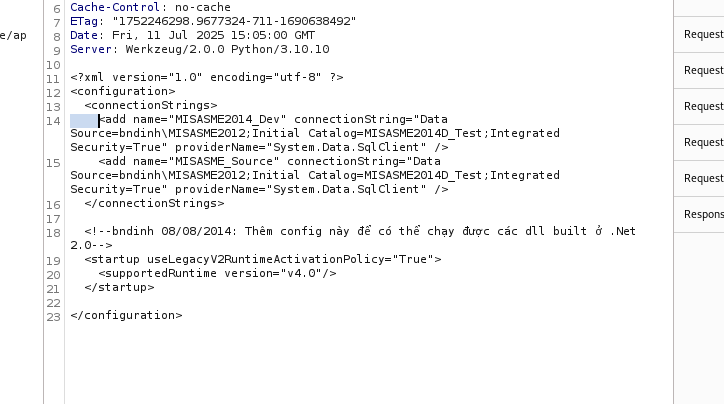 e/ap
6 Cache-Control: no-cache
7 ETag: "1752246298.9677324-711-1690638492"
8 Date: Fri, 11 Jul 2025 15:05:00 GMT
9 Server: Werkzeug/2.0.0 Python/3.10.10
10
11 <?xml version="1.0" encoding="utf-8" ?>
12 <configuration>
13   <connectionStrings>
14     <add name="MISASME2014_Dev" connectionString="Data
Source=bndinh\MISASME2012;Initial Catalog=MISASME2014D_Test;Integrated
Security=True" providerName="System.Data.SqlClient" />
15     <add name="MISASME_Source" connectionString="Data
Source=bndinh\MISASME2012;Initial Catalog=MISASME2014D_Test;Integrated
Security=True" providerName="System.Data.SqlClient" />
16   </connectionStrings>
17
18   <!--bndinh 08/08/2014: Thêm config này để có thể chạy được các dll built ở .Net
2.0-->
19   <startup useLegacyV2RuntimeActivationPolicy="True">
20     <supportedRuntime version="v4.0"/>
21   </startup>
22
23 </configuration>
Request
Request
Request
Request
Request
Respons